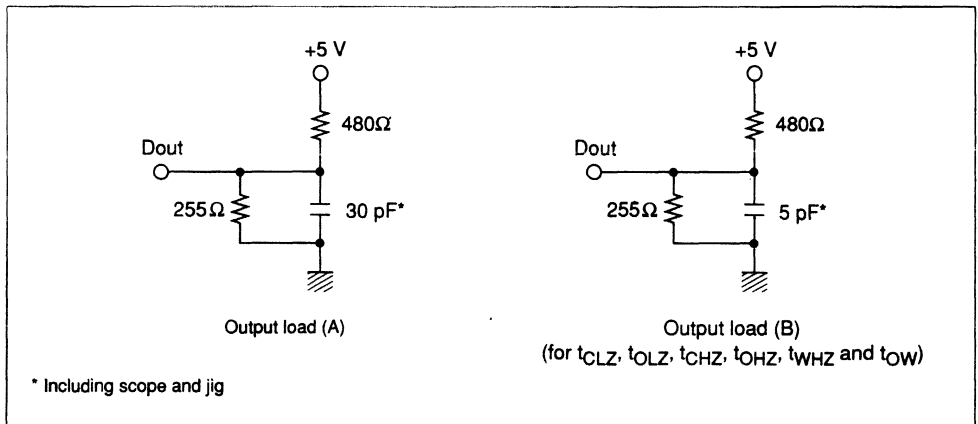 +5 V
480Ω
Dout
255Ω
30 pF*
Output load (A)
+5 V
480Ω
Dout
255Ω
5 pF*
Output load (B)
(for tCLZ, tOLZ, tCHZ, tOHZ, tWHZ and tOW)
* Including scope and jig